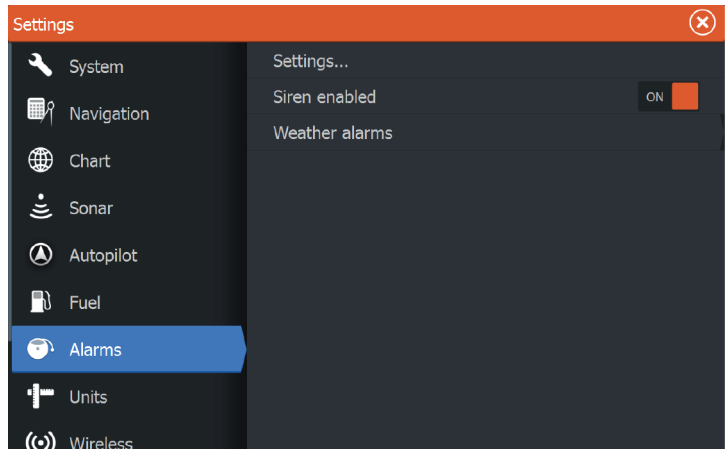 Settings
System
Navigation
Chart
Sonar
Autopilot
Fuel
Alarms
Units
Wireless
Settings...
Siren enabled ON
Weather alarms